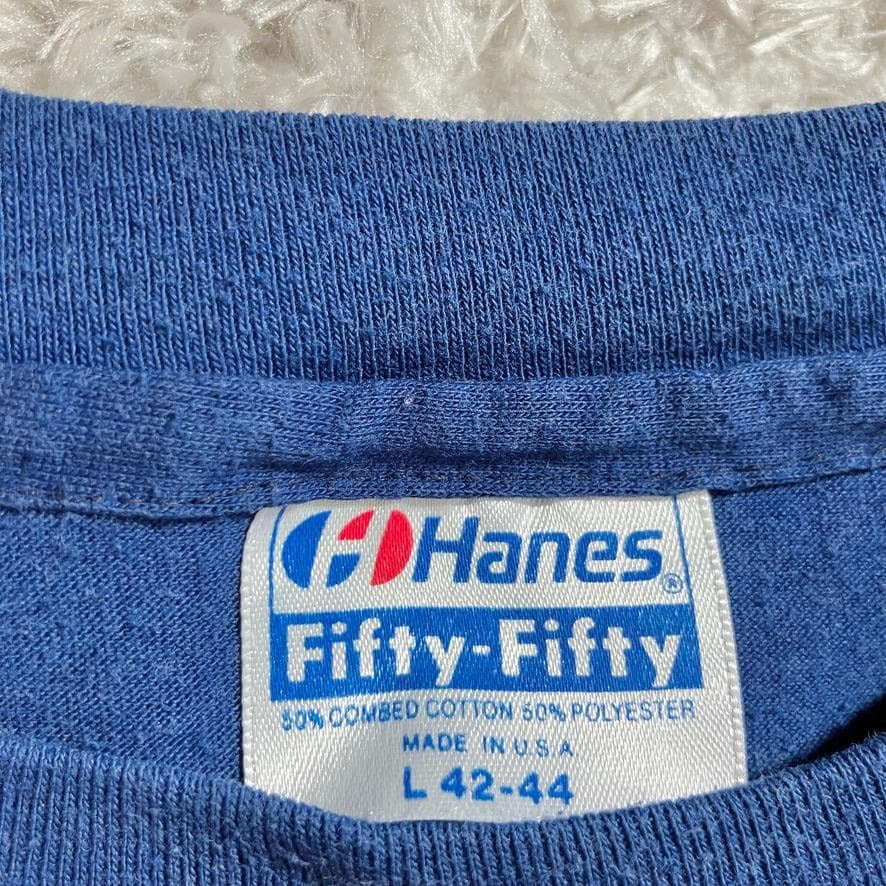 Hanes®
Fifty-Fifty
50% COMBED COTTON 50% POLYESTER
MADE IN U.S.A
L 42-44